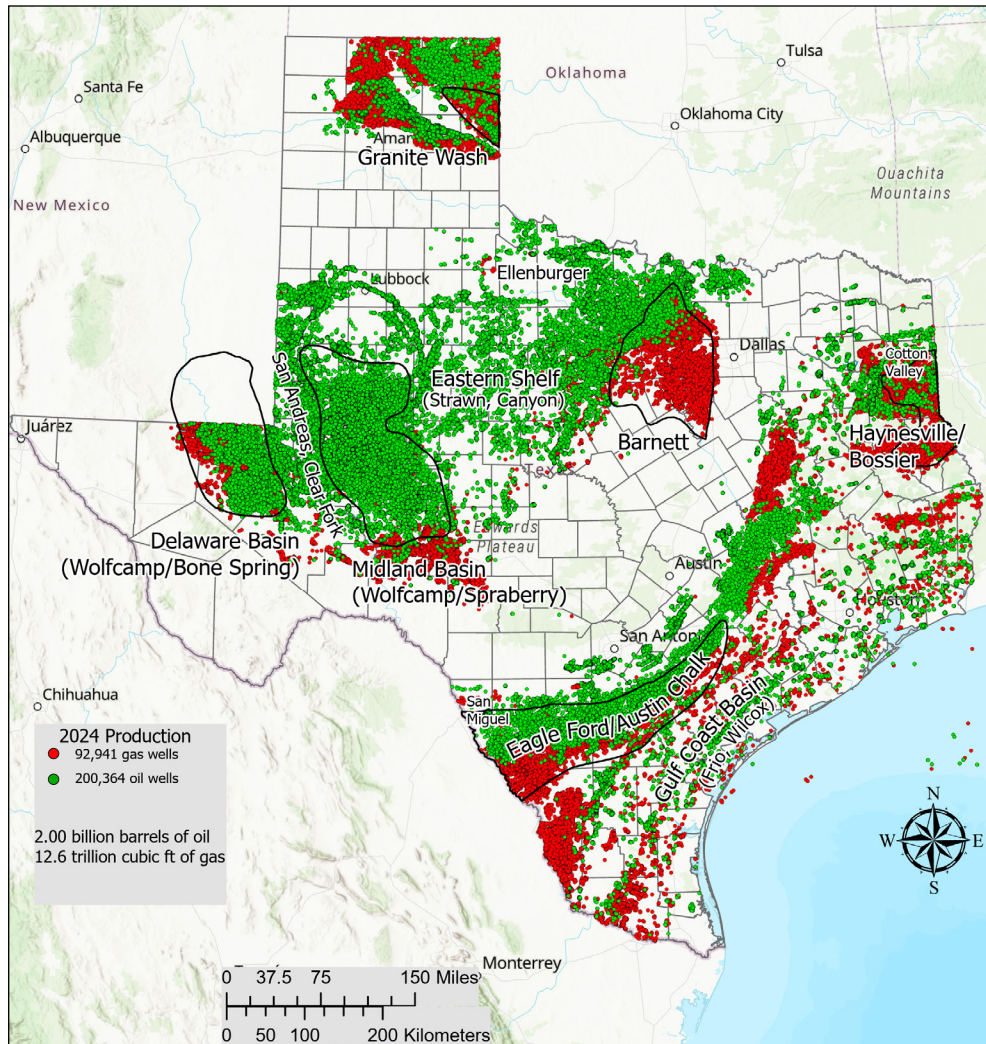 Tulsa
Santa Fe
Oklahoma
Oklahoma City
Albuquerque
Amar
Granite Wash
Ouachita
Mountains
New Mexico
Ellenburger
Lubbock
Dallas
Cotton
Valley
San Andreas, Clear Fork
Eastern Shelf
(Strawn, Canyon)
Juárez
Barnett
Haynesville/
Bossier
Texas
Edwards
Plateau
Delaware Basin
(Wolfcamp/Bone Spring)
Midland Basin
(Wolfcamp/Spraberry)
Austin
Houston
San Antoni
Chihuahua
San
Miguel
Eagle Ford/Austin Chalk
Gulf Coast Basin
(Frio, Wilcox)
2024 Production
92,941 gas wells
200,364 oil wells
2.00 billion barrels of oil
12.6 trillion cubic ft of gas
N
W E
S
Monterrey
0 37.5 75 150 Miles
0 50 100 200 Kilometers